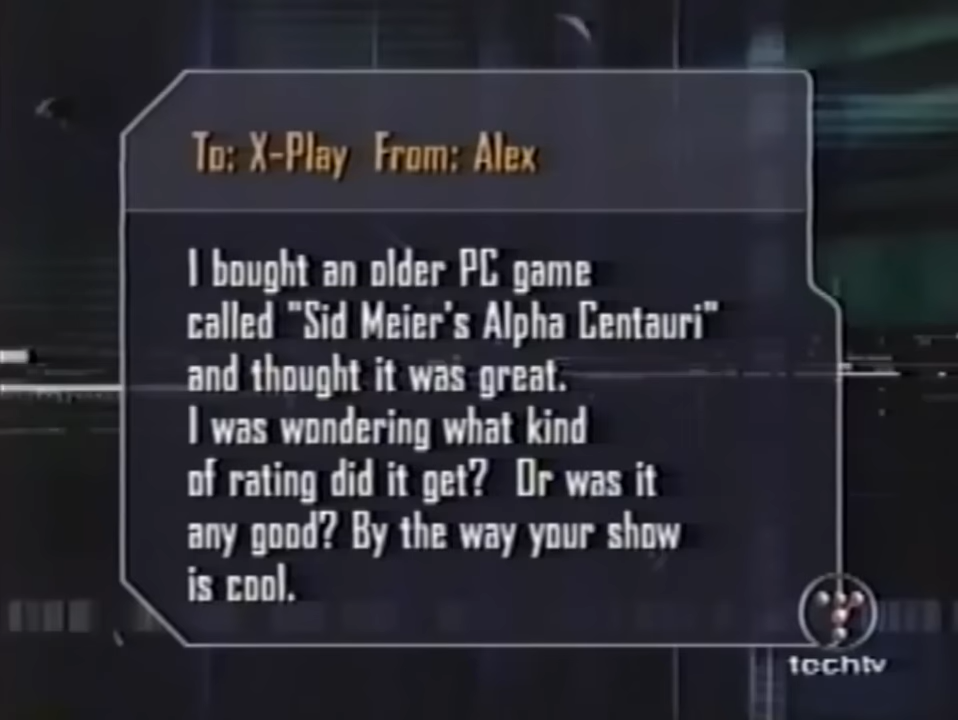 To: X-Play From: Alex
I bought an older PC game
called "Sid Meier's Alpha Centauri"
and thought it was great.
I was wondering what kind
of rating did it get? Or was it
any good? By the way your show
is cool.
techtv